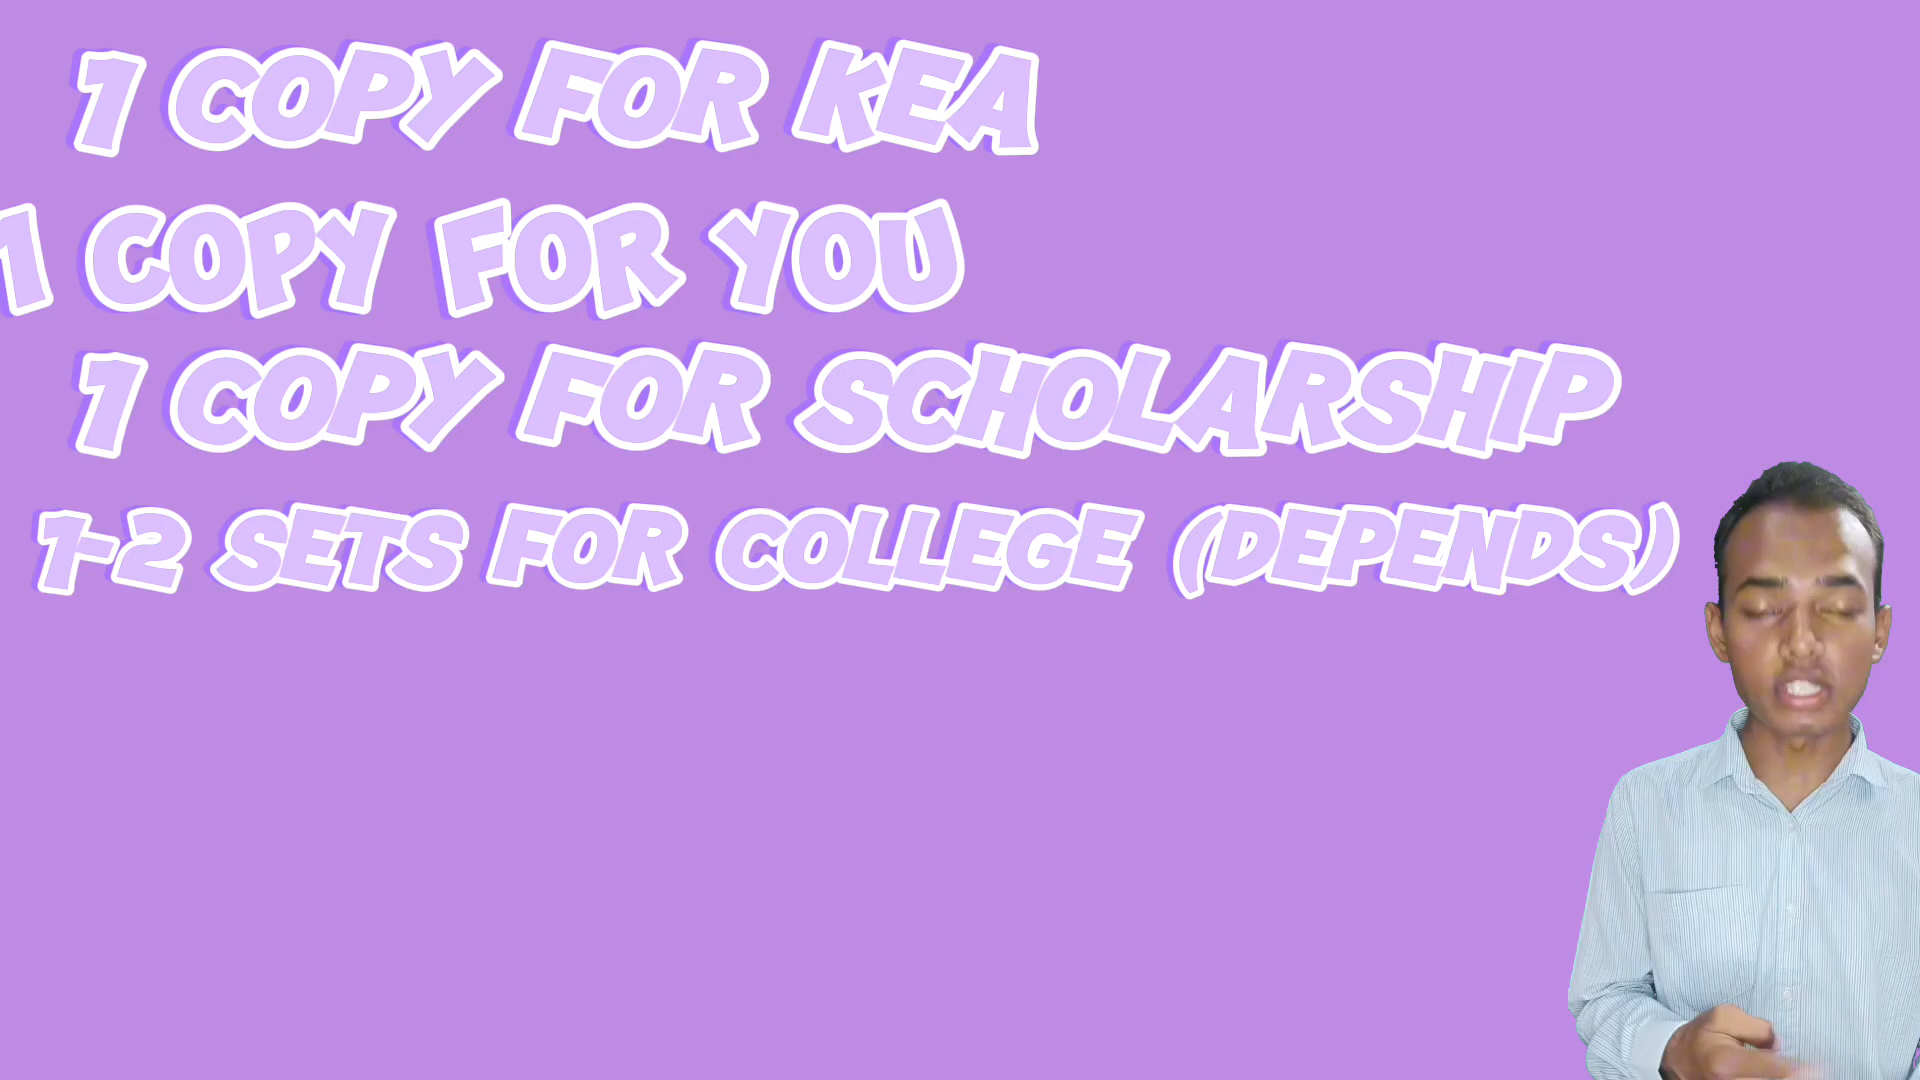 1 COPY FOR KEA
1 COPY FOR YOU
1 COPY FOR SCHOLARSHIP
1-2 SETS FOR COLLEGE (DEPENDS)